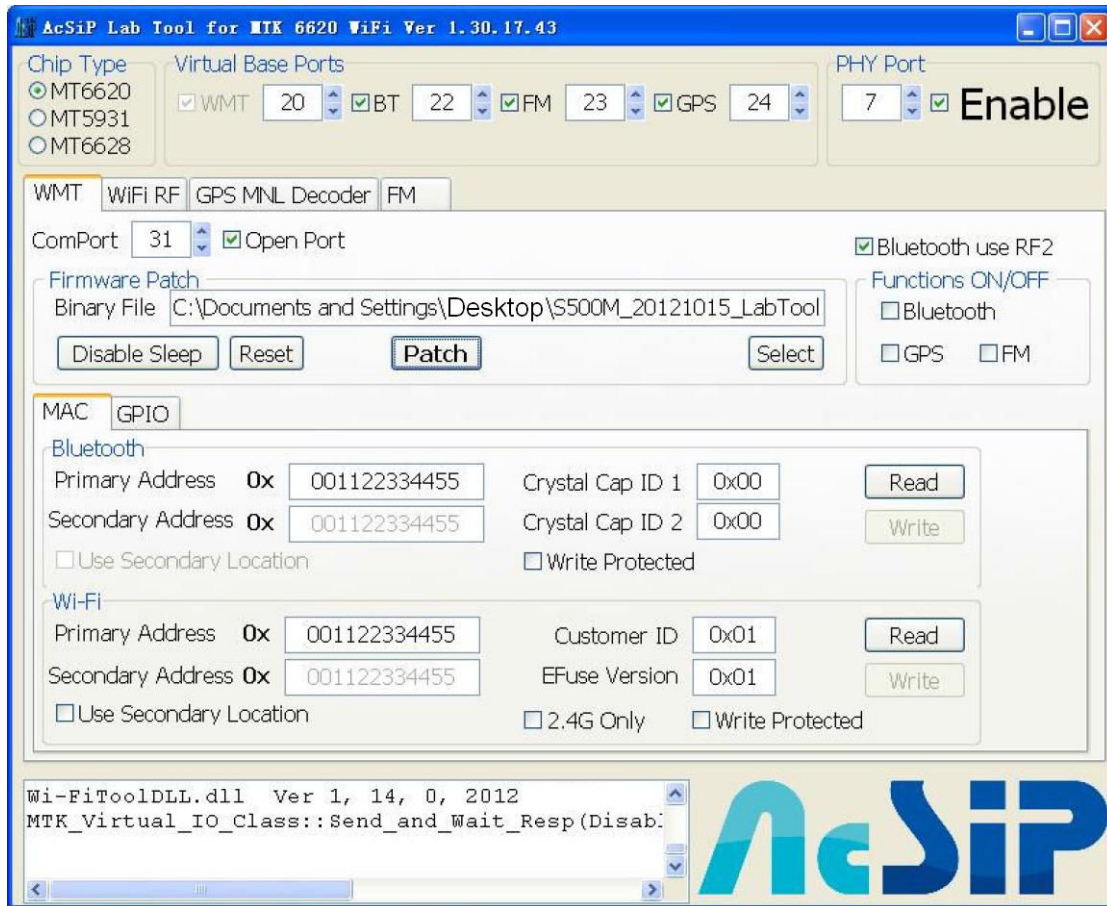 AcSiP Lab Tool for MTK 6620 WiFi Ver 1.30.17.43
Chip Type Virtual Base Ports PHY Port
MT6620 WMT 20 BT 22 FM 23 GPS 24 7 Enable
MT5931
MT6628
WMT WiFi RF GPS MNL Decoder FM
ComPort 31 Open Port Bluetooth use RF2
Firmware Patch Functions ON/OFF
Binary File C:\Documents and Settings\Desktop\S500M_20121015_LabTool Bluetooth
Disable Sleep Reset Patch Select GPS FM
MAC GPIO
Bluetooth
Primary Address 0x 001122334455 Crystal Cap ID 1 0x00 Read
Secondary Address 0x 001122334455 Crystal Cap ID 2 0x00 Write
Use Secondary Location Write Protected
Wi-Fi
Primary Address 0x 001122334455 Customer ID 0x01 Read
Secondary Address 0x 001122334455 EFuse Version 0x01 Write
Use Secondary Location 2.4G Only Write Protected
Wi-FiToolDLL.dll Ver 1, 14, 0, 2012
MTK_Virtual_IO_Class::Send_and_Wait_Resp(Disabl
AcSiP